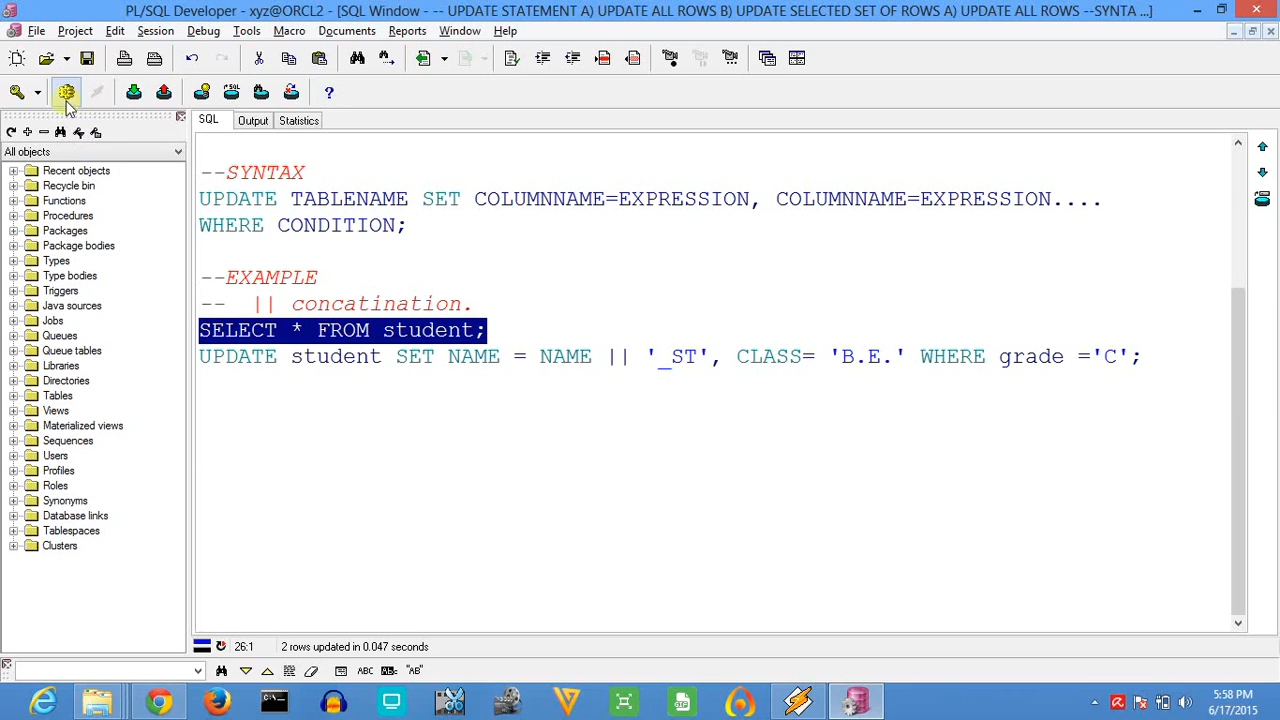 PL/SQL Developer - xyz@ORCL2 - [SQL Window - -- UPDATE STATEMENT A) UPDATE ALL ROWS B) UPDATE SELECTED SET OF ROWS A) UPDATE ALL ROWS --SYNTA ...]
File Project Edit Session Debug Tools Macro Documents Reports Window Help
SQL Output Statistics
All objects
Recent objects
Recycle bin
Functions
Procedures
Packages
Package bodies
Types
Type bodies
Triggers
Java sources
Jobs
Queues
Queue tables
Libraries
Directories
Tables
Views
Materialized views
Sequences
Users
Profiles
Roles
Synonyms
Database links
Tablespaces
Clusters
--SYNTAX
UPDATE TABLENAME SET COLUMNNAME=EXPRESSION, COLUMNNAME=EXPRESSION....
WHERE CONDITION;
--EXAMPLE
-- || concatination.
SELECT * FROM student;
UPDATE student SET NAME = NAME || '_ST', CLASS= 'B.E.' WHERE grade ='C';
26:1 2 rows updated in 0.047 seconds
ABC "AB"
5:58 PM
6/17/2015